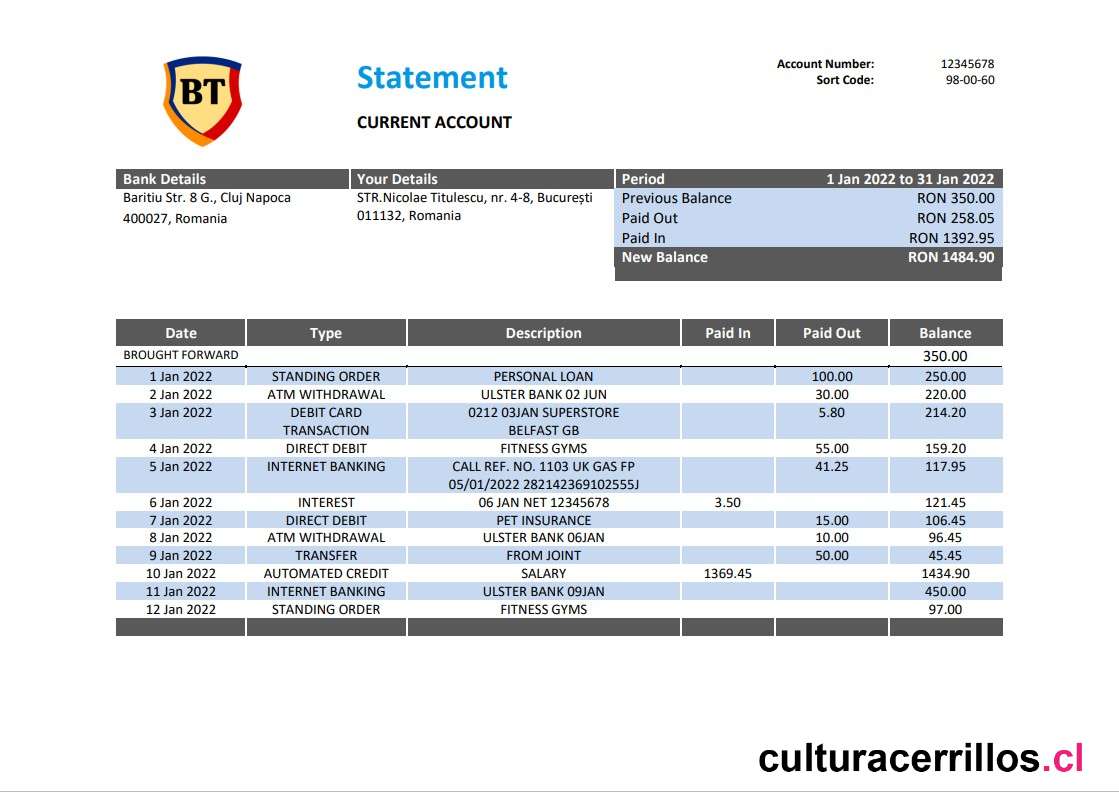 BT
Statement
CURRENT ACCOUNT
Account Number: 12345678
Sort Code: 98-00-60
Bank Details
Baritiu Str. 8 G., Cluj Napoca
400027, Romania
Your Details
STR.Nicolae Titulescu, nr. 4-8, București
011132, Romania
Period 1 Jan 2022 to 31 Jan 2022
Previous Balance RON 350.00
Paid Out RON 258.05
Paid In RON 1392.95
New Balance RON 1484.90
Date Type Description Paid In Paid Out Balance
BROUGHT FORWARD 350.00
1 Jan 2022 STANDING ORDER PERSONAL LOAN 100.00 250.00
2 Jan 2022 ATM WITHDRAWAL ULSTER BANK 02 JUN 30.00 220.00
3 Jan 2022 DEBIT CARD 0212 03JAN SUPERSTORE 5.80 214.20
TRANSACTION BELFAST GB
4 Jan 2022 DIRECT DEBIT FITNESS GYMS 55.00 159.20
5 Jan 2022 INTERNET BANKING CALL REF. NO. 1103 UK GAS FP 41.25 117.95
05/01/2022 282142369102555J
6 Jan 2022 INTEREST 06 JAN NET 12345678 3.50 121.45
7 Jan 2022 DIRECT DEBIT PET INSURANCE 15.00 106.45
8 Jan 2022 ATM WITHDRAWAL ULSTER BANK 06JAN 10.00 96.45
9 Jan 2022 TRANSFER FROM JOINT 50.00 45.45
10 Jan 2022 AUTOMATED CREDIT SALARY 1369.45 1434.90
11 Jan 2022 INTERNET BANKING ULSTER BANK 09JAN 450.00
12 Jan 2022 STANDING ORDER FITNESS GYMS 97.00
culturacerrillos.cl